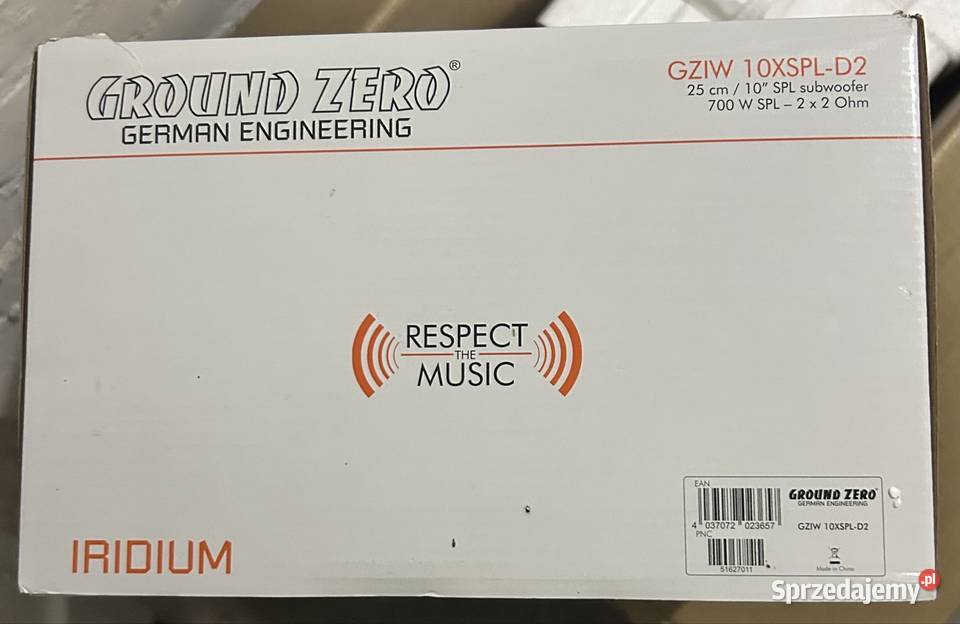 GROUND ZERO®
GERMAN ENGINEERING
GZIW 10XSPL-D2
25 cm / 10” SPL subwoofer
700 W SPL – 2 x 2 Ohm
RESPECT
THE
MUSIC
IRIDIUM
EAN
4 037072 023657
PNC
51627011
GROUND ZERO
GERMAN ENGINEERING
GZIW 10XSPL-D2
Made in China
Sprzedajemy.pl